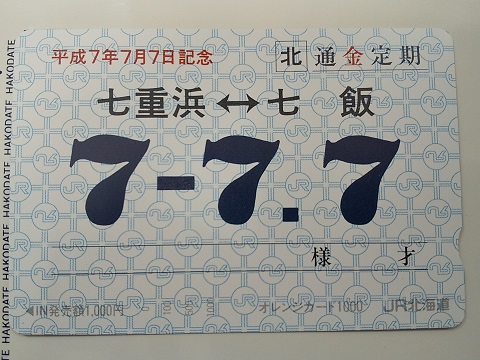 平成7年7月7日記念
北 通金定期
七重浜↔七 飯
7-7.7
様 才
◀IN発売額1,000円
オレンジカード1000
JR北海道
HAKODATE HAKODATE HAKODATE HAKODATE HAKODATE